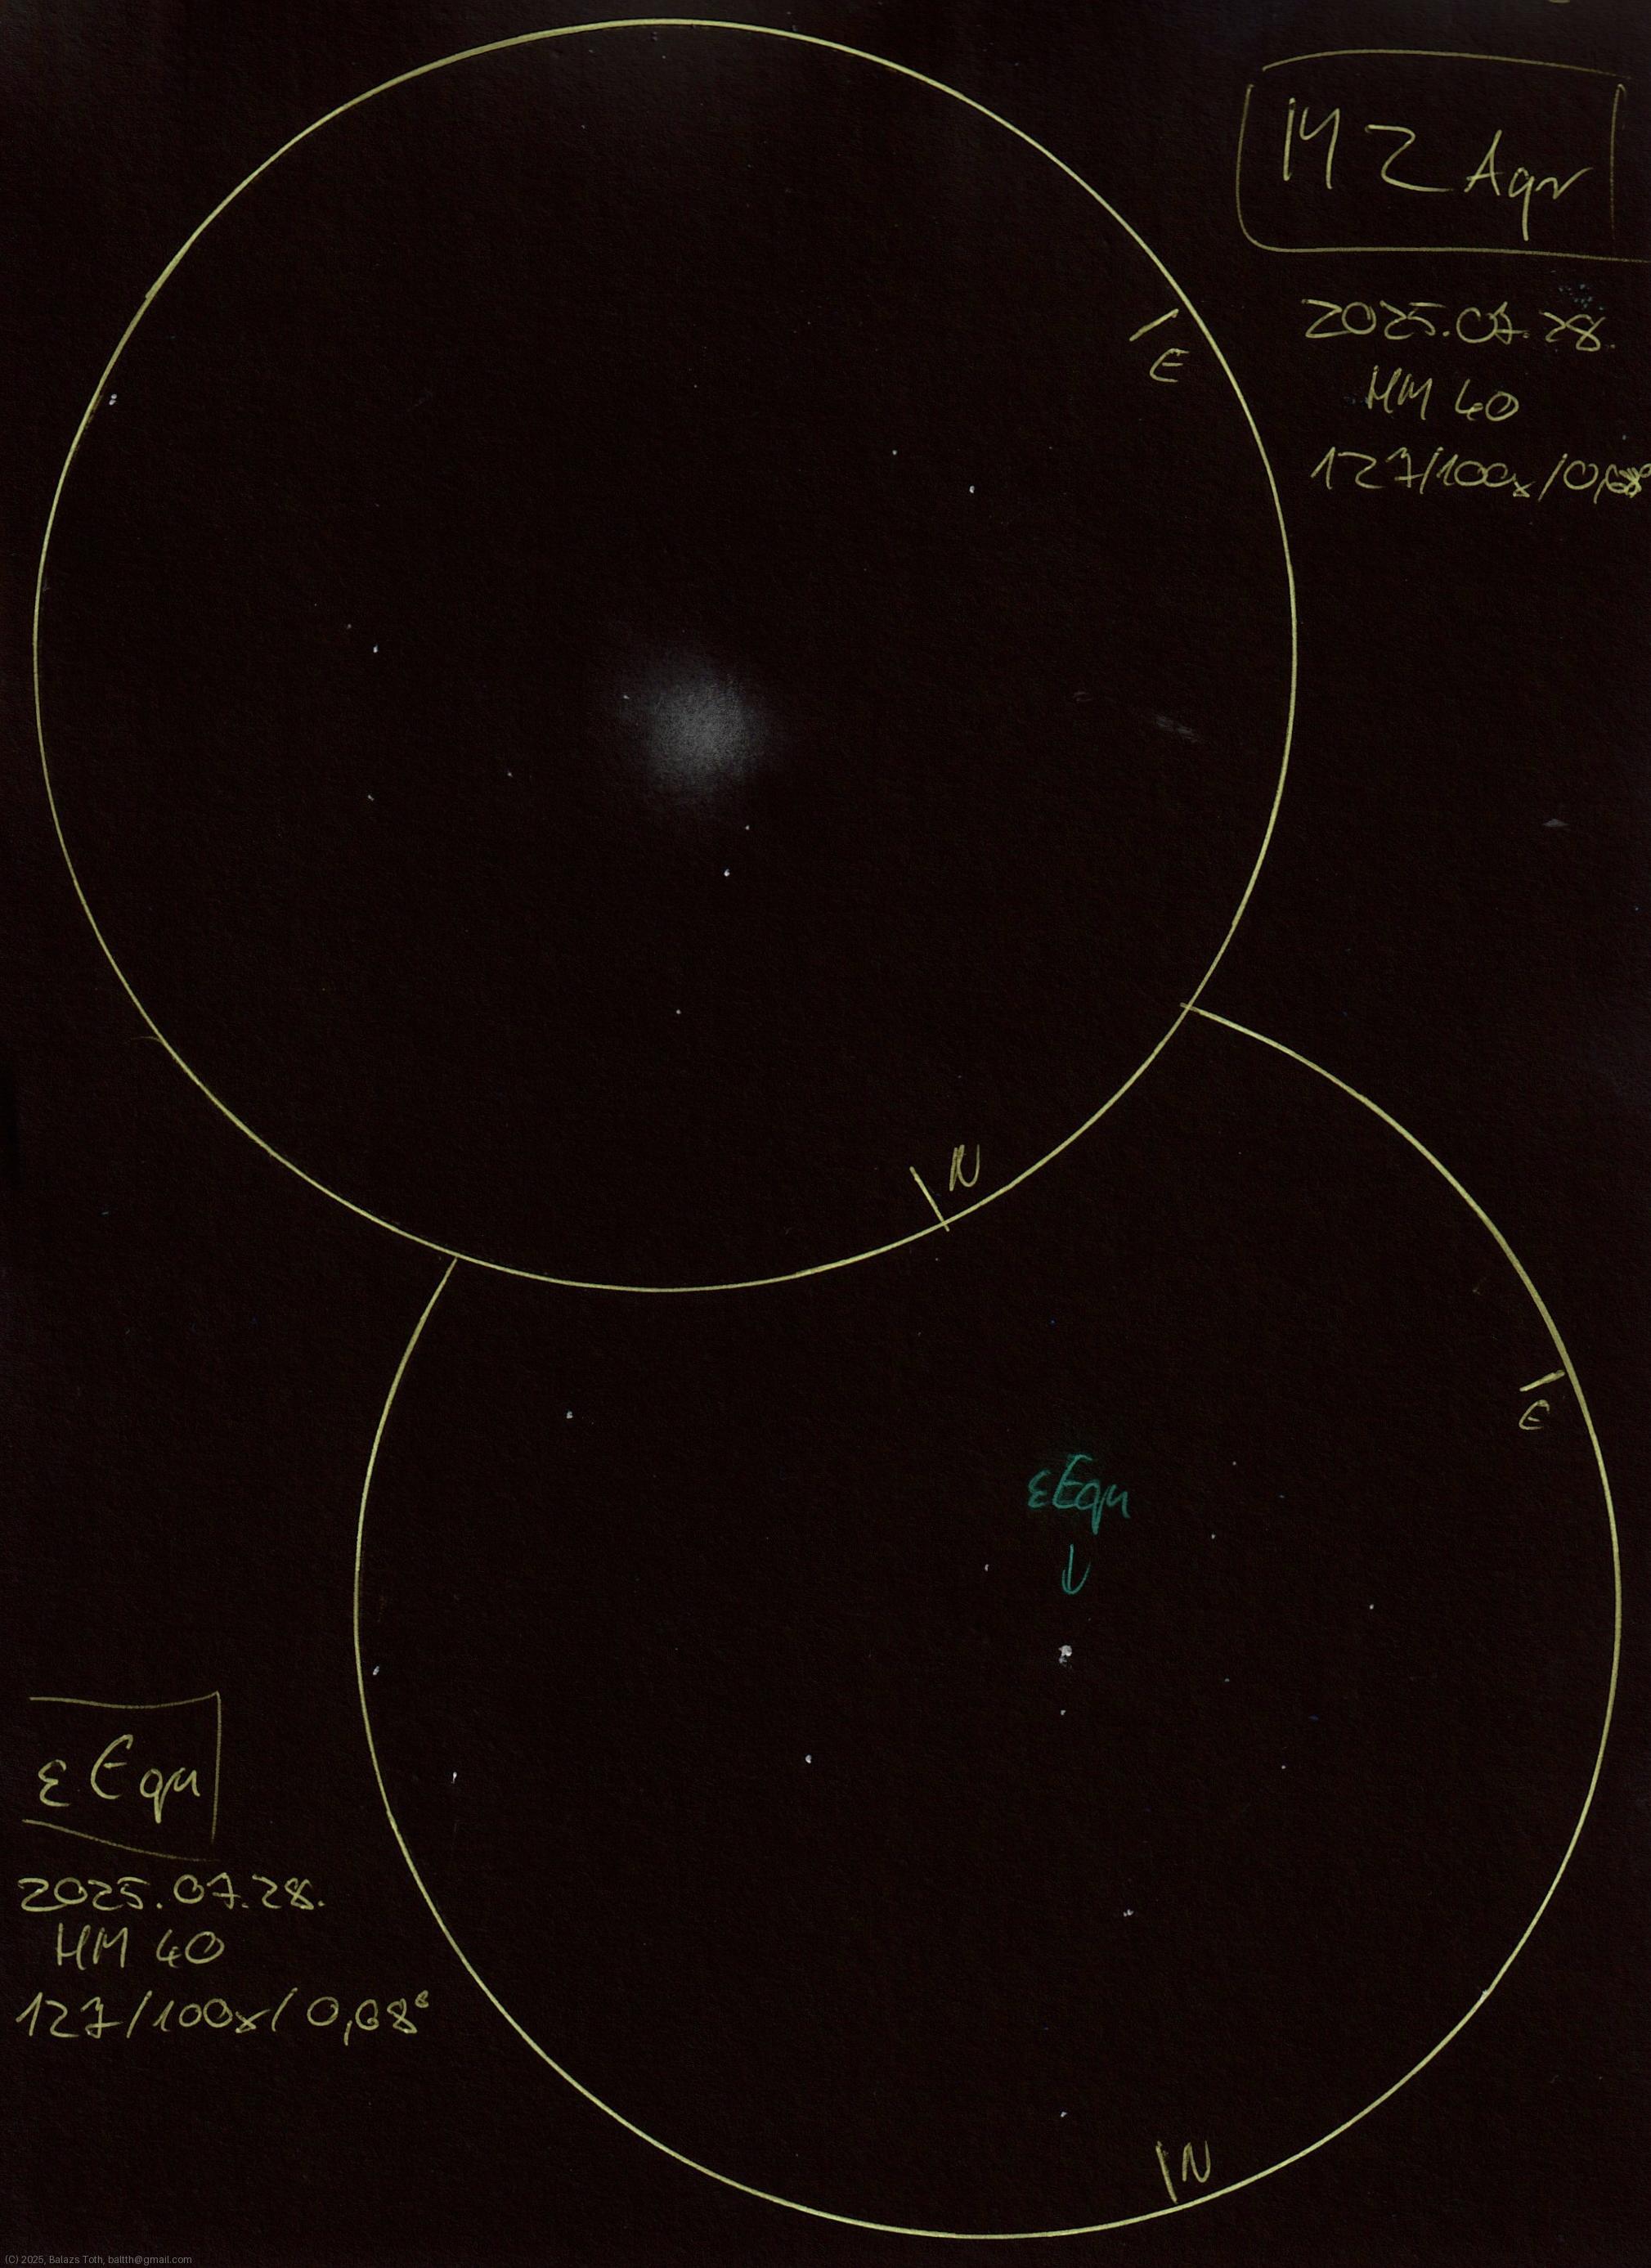 M 2 Aqr
2025.07.28.
HM 40
127/100x/0,68°
E
N
E
εEqu
↓
ε Equ
2025.07.28.
HM 40
127/100x/0,68°
N
(C) 2025, Balazs Toth, baltth@gmail.com